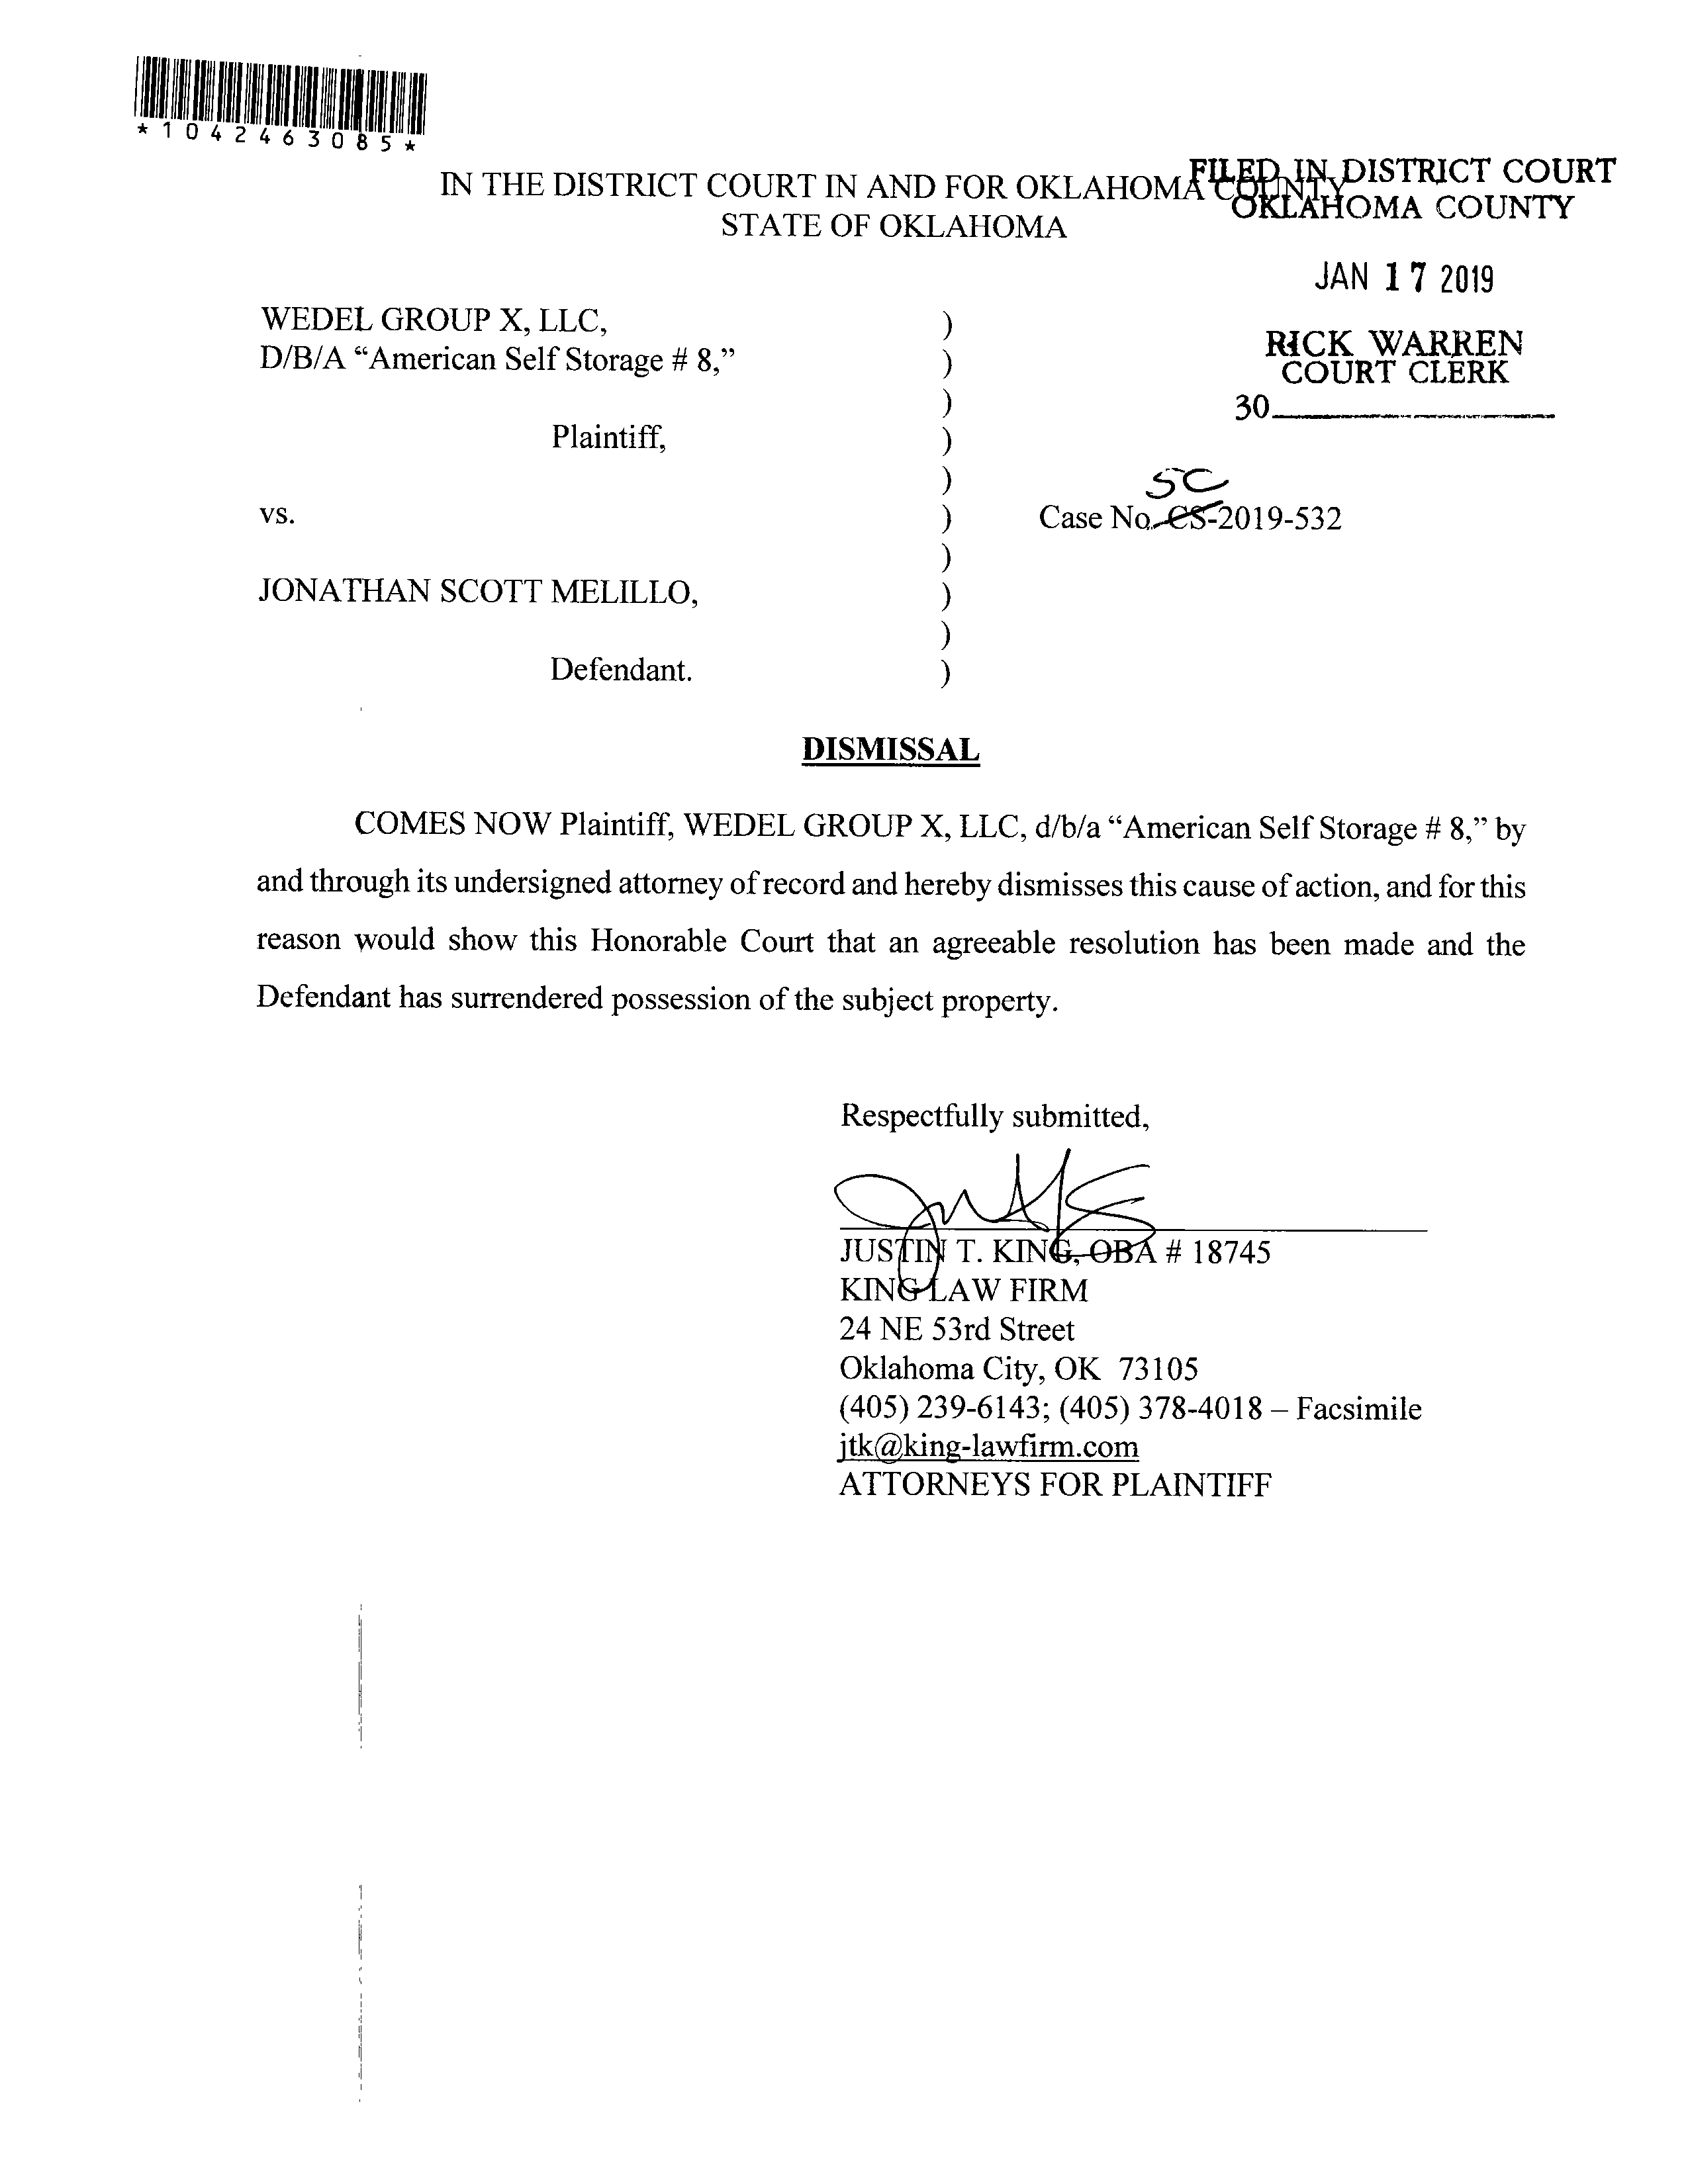 *1042463085*
IN THE DISTRICT COURT IN AND FOR OKLAHOMA COUNTY
STATE OF OKLAHOMA
FILED IN DISTRICT COURT
OKLAHOMA COUNTY
JAN 17 2019
RICK WARREN
COURT CLERK
30
WEDEL GROUP X, LLC, )
D/B/A “American Self Storage # 8,” )
)
Plaintiff, )
)
SC
vs. ) Case No. CS-2019-532
)
JONATHAN SCOTT MELILLO, )
)
Defendant. )
DISMISSAL
COMES NOW Plaintiff, WEDEL GROUP X, LLC, d/b/a “American Self Storage # 8,” by
and through its undersigned attorney of record and hereby dismisses this cause of action, and for this
reason would show this Honorable Court that an agreeable resolution has been made and the
Defendant has surrendered possession of the subject property.
Respectfully submitted,
JUSTIN T. KING, OBA # 18745
KING LAW FIRM
24 NE 53rd Street
Oklahoma City, OK 73105
(405) 239-6143; (405) 378-4018 – Facsimile
jtk@king-lawfirm.com
ATTORNEYS FOR PLAINTIFF